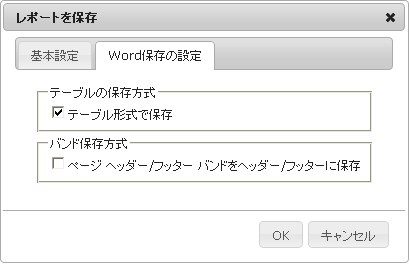 レポートを保存
基本設定
Word保存の設定
テーブルの保存方式
テーブル形式で保存
バンド保存方式
ページ ヘッダー/フッター バンドをヘッダー/フッターに保存
OK
キャンセル